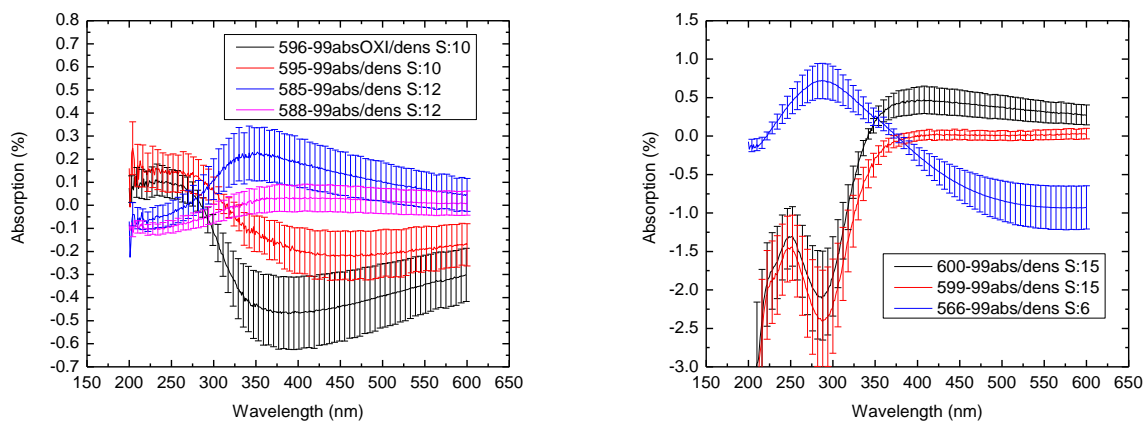 0.8
0.7
0.6
0.5
0.4
0.3
0.2
0.1
0.0
-0.1
-0.2
-0.3
-0.4
-0.5
-0.6
-0.7
Absorption (%)
596-99absOXI/dens S:10
595-99abs/dens S:10
585-99abs/dens S:12
588-99abs/dens S:12
150 200 250 300 350 400 450 500 550 600 650
Wavelength (nm)
1.5
1.0
0.5
0.0
-0.5
-1.0
-1.5
-2.0
-2.5
-3.0
Absorption (%)
600-99abs/dens S:15
599-99abs/dens S:15
566-99abs/dens S:6
150 200 250 300 350 400 450 500 550 600 650
Wavelength (nm)